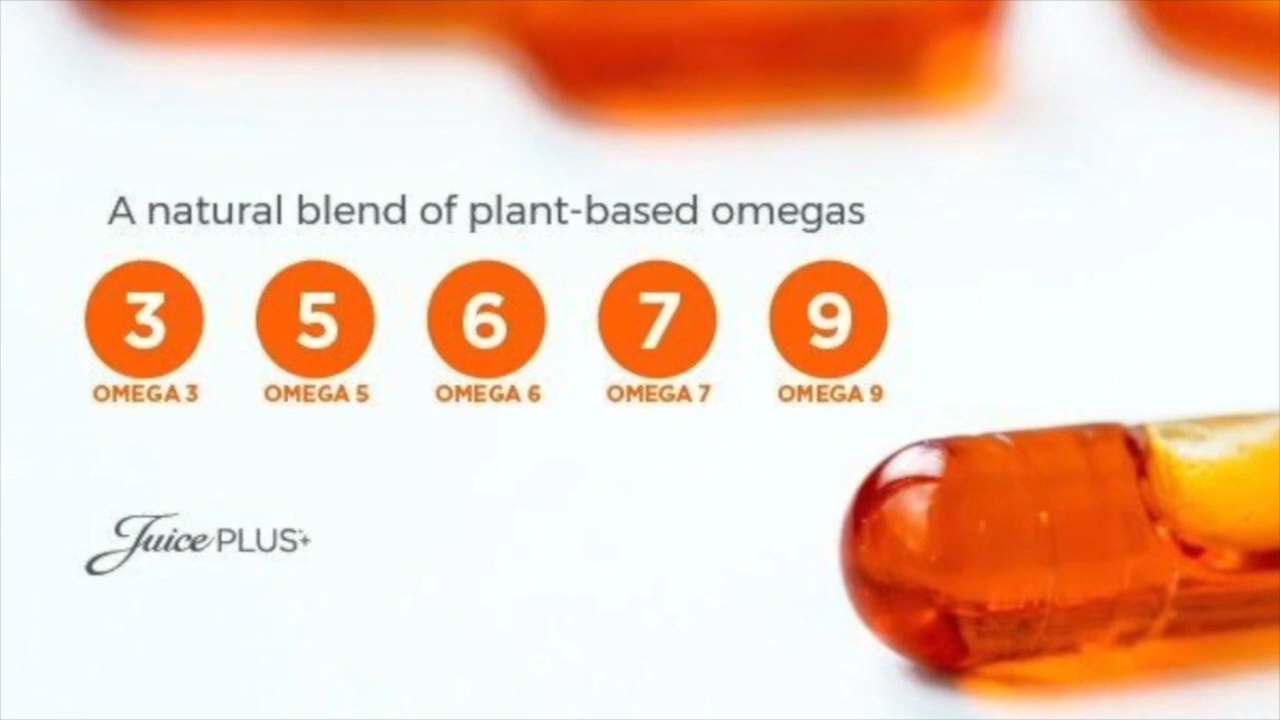 A natural blend of plant-based omegas
3 5 6 7 9
OMEGA 3 OMEGA 5 OMEGA 6 OMEGA 7 OMEGA 9
Juice PLUS+